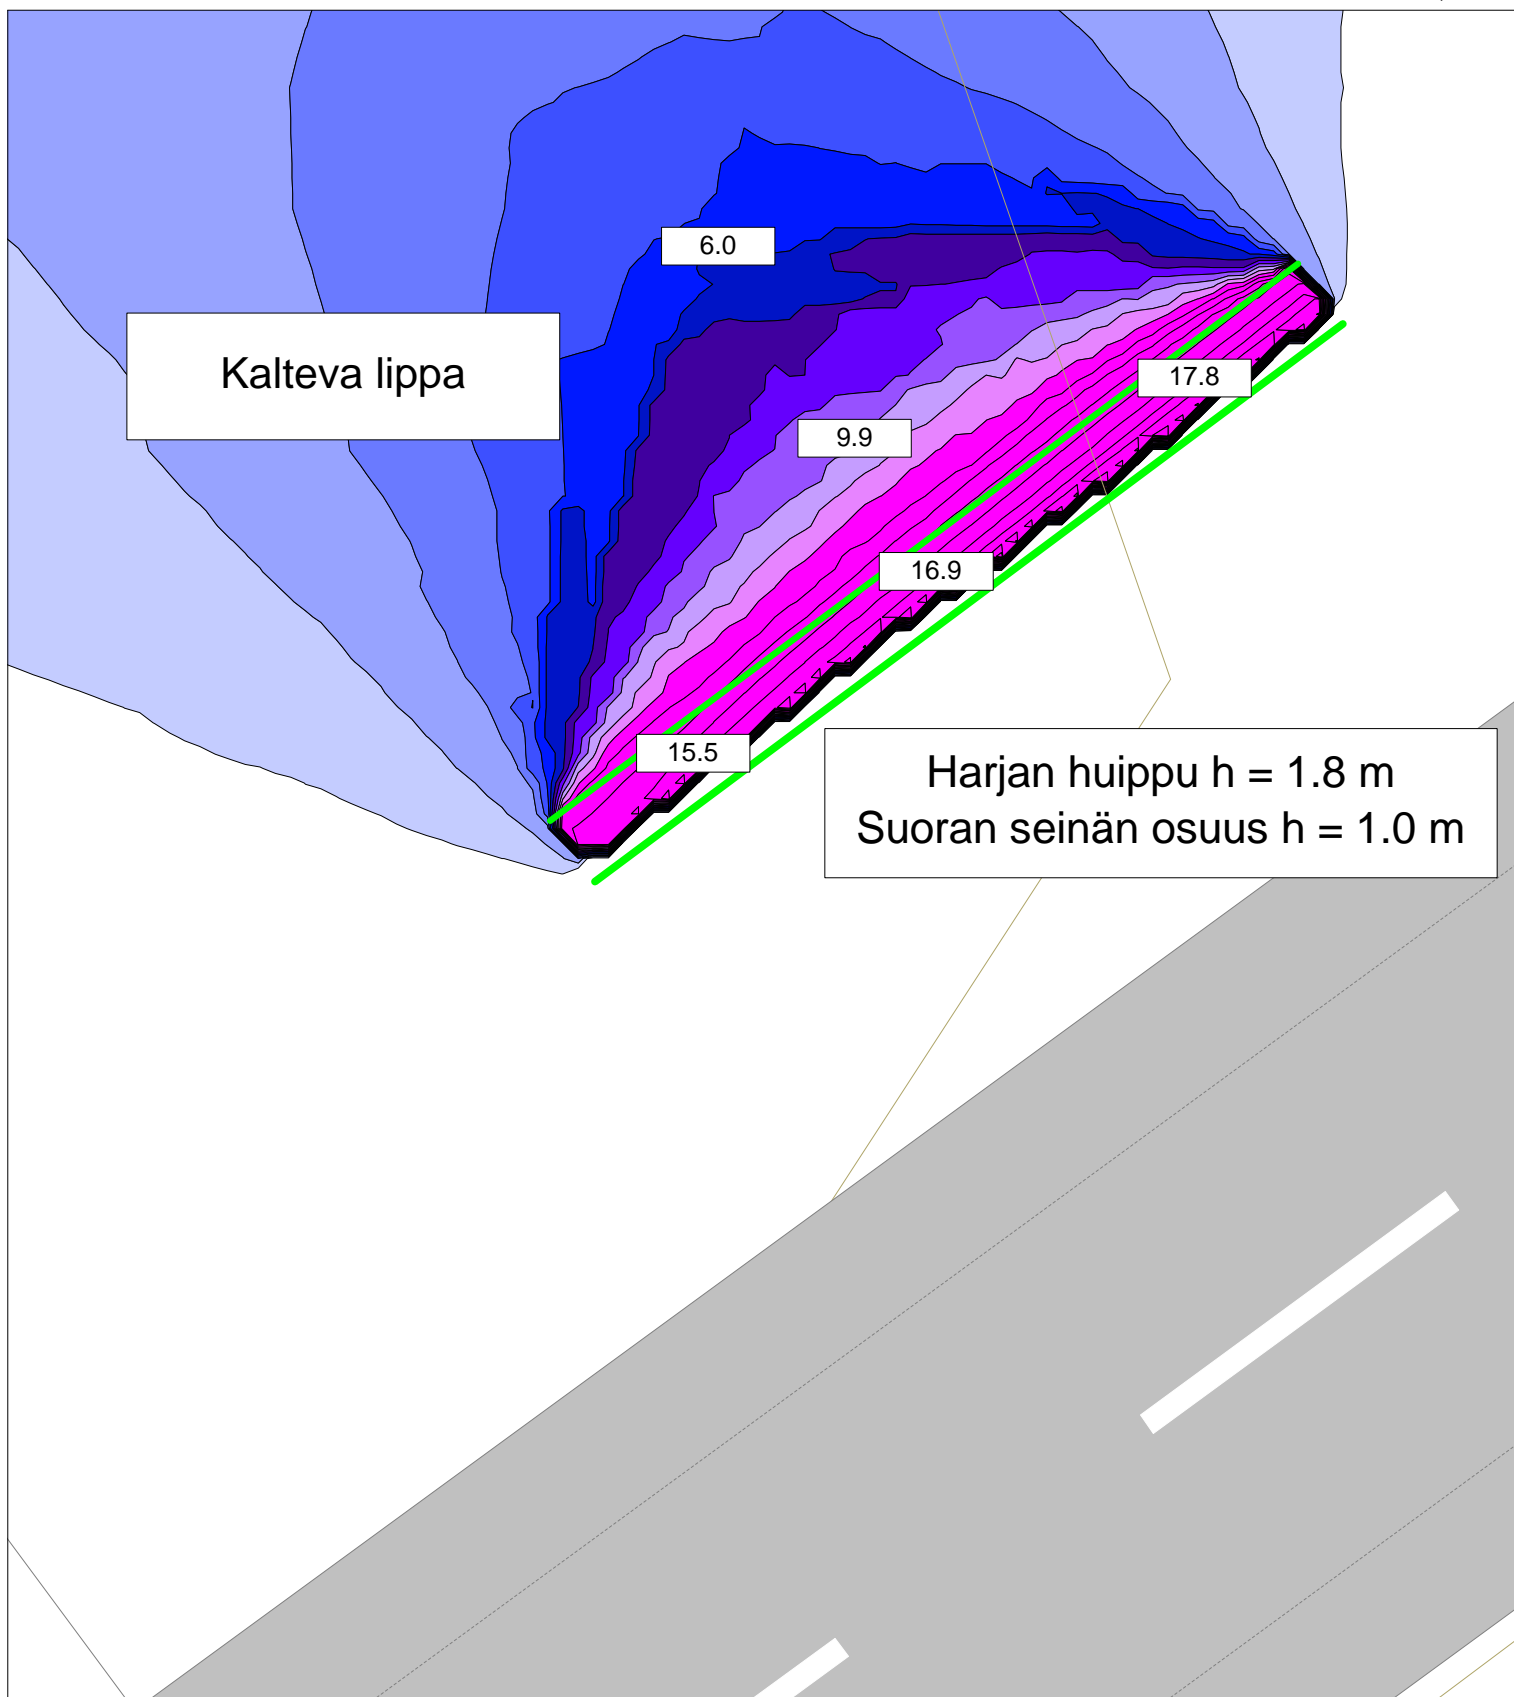 6.0
Kalteva lippa
17.8
9.9
16.9
15.5
Harjan huippu h = 1.8 m
Suoran seinän osuus h = 1.0 m